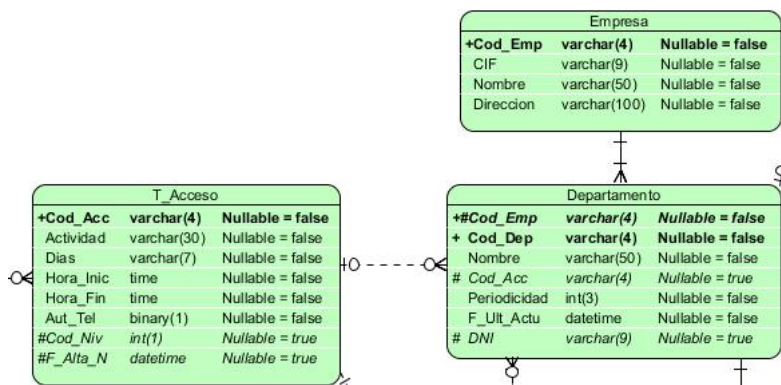 Empresa
+Cod_Emp varchar(4) Nullable = false
CIF varchar(9) Nullable = false
Nombre varchar(50) Nullable = false
Direccion varchar(100) Nullable = false
T_Acceso
+Cod_Acc varchar(4) Nullable = false
Actividad varchar(30) Nullable = false
Dias varchar(7) Nullable = false
Hora_Inic time Nullable = false
Hora_Fin time Nullable = false
Aut_Tel binary(1) Nullable = false
#Cod_Niv int(1) Nullable = true
#F_Alta_N datetime Nullable = true
Departamento
+#Cod_Emp varchar(4) Nullable = false
+ Cod_Dep varchar(4) Nullable = false
Nombre varchar(50) Nullable = false
# Cod_Acc varchar(4) Nullable = true
Periodicidad int(3) Nullable = false
F_Ult_Actu datetime Nullable = false
# DNI varchar(9) Nullable = true